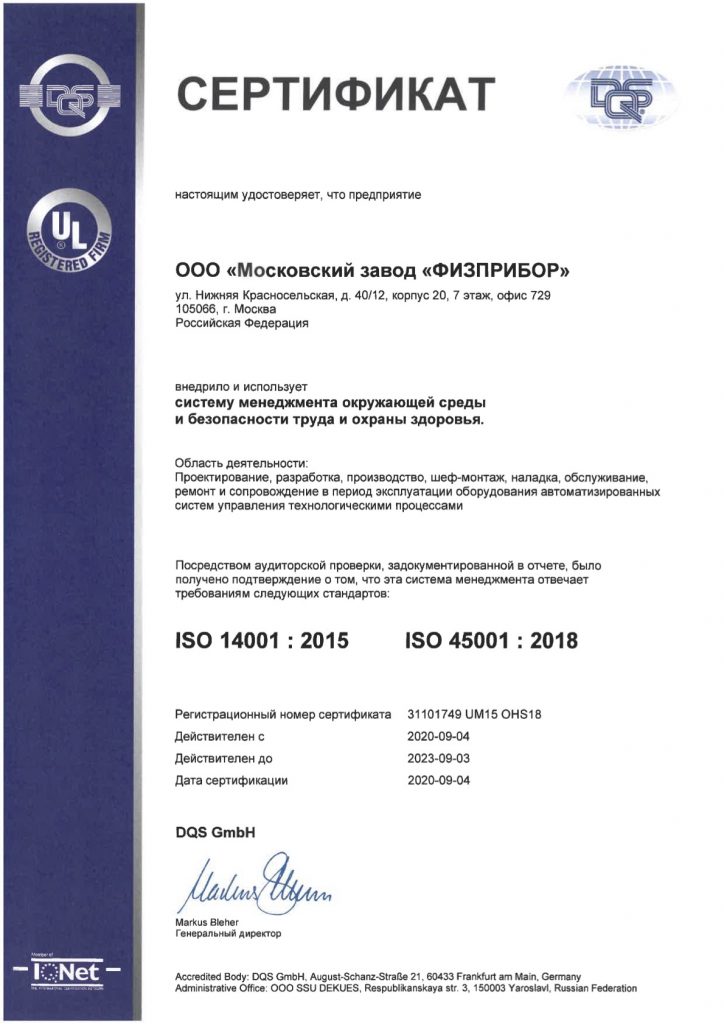 DQS
СЕРТИФИКАТ
DQS
UL
®
REGISTERED FIRM
настоящим удостоверяет, что предприятие
ООО «Московский завод «ФИЗПРИБОР»
ул. Нижняя Красносельская, д. 40/12, корпус 20, 7 этаж, офис 729
105066, г. Москва
Российская Федерация
внедрило и использует
систему менеджмента окружающей среды
и безопасности труда и охраны здоровья.
Область деятельности:
Проектирование, разработка, производство, шеф-монтаж, наладка, обслуживание,
ремонт и сопровождение в период эксплуатации оборудования автоматизированных
систем управления технологическими процессами
Посредством аудиторской проверки, задокументированной в отчете, было
получено подтверждение о том, что эта система менеджмента отвечает
требованиям следующих стандартов:
ISO 14001 : 2015 ISO 45001 : 2018
Регистрационный номер сертификата 31101749 UM15 OHS18
Действителен с 2020-09-04
Действителен до 2023-09-03
Дата сертификации 2020-09-04
DQS GmbH
Markus Bleher
Генеральный директор
Member of
IQNet
THE INTERNATIONAL CERTIFICATION NETWORK
Accredited Body: DQS GmbH, August-Schanz-Straße 21, 60433 Frankfurt am Main, Germany
Administrative Office: OOO SSU DEKUES, Respublikanskaya str. 3, 150003 Yaroslavl, Russian Federation